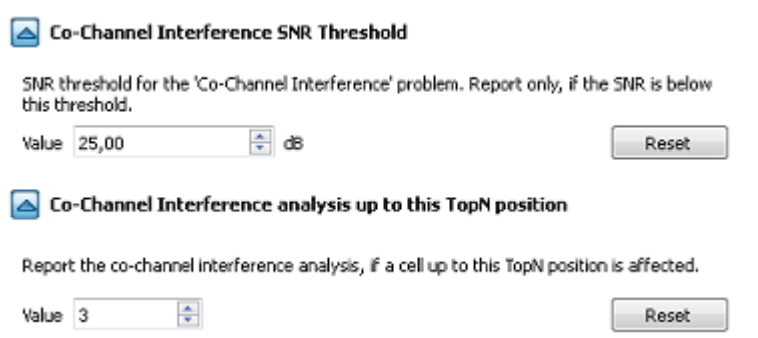 Co-Channel Interference SNR Threshold
SNR threshold for the 'Co-Channel Interference' problem. Report only, if the SNR is below
this threshold.
Value 25,00 dB Reset
Co-Channel Interference analysis up to this TopN position
Report the co-channel interference analysis, if a cell up to this TopN position is affected.
Value 3 Reset